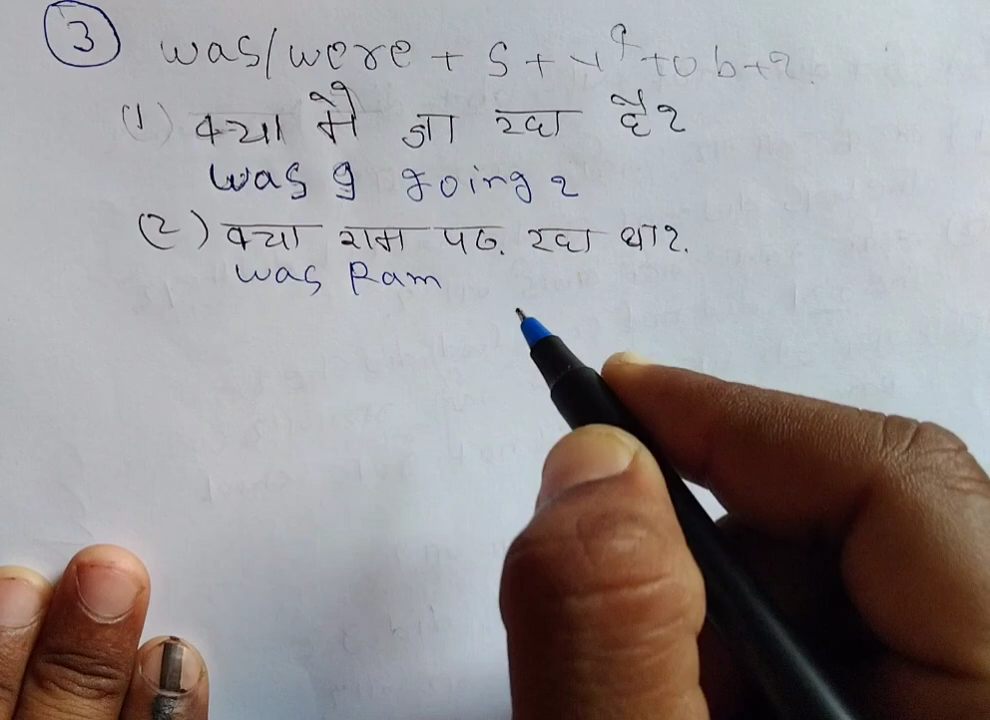 3 was/were + S + v⁴ + ob + ?
(1) क्या मैं जा रहा है?
was I going ?
(2) क्या राम पढ़ रहा था?
was Ram